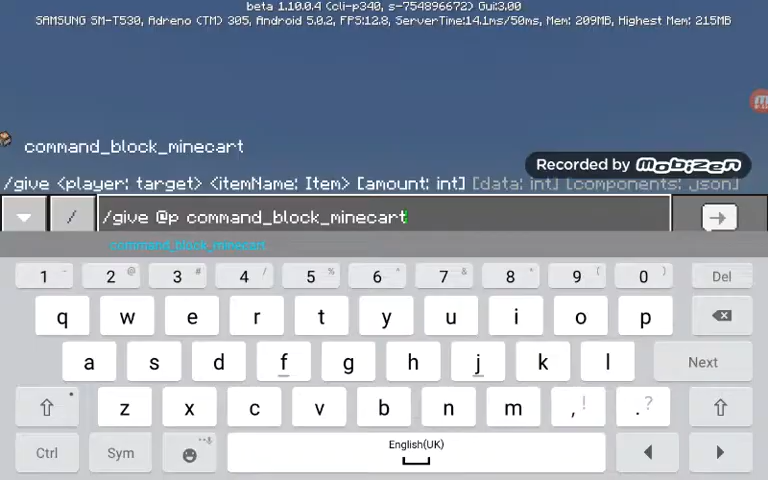 beta 1.10.0.4 (cli-p340, s-754896672) Gui:3.00
SAMSUNG SM-T530, Adreno (TM) 305, Android 5.0.2, FPS:12.8, ServerTime:14.1ms/50ms, Mem: 209MB, Highest Mem: 215MB
command_block_minecart
Recorded by mobizen
/give <player: target> <itemName: Item> [amount: int] [data: int] [components: json]
/ /give @p command_block_minecart
command_block_minecart
1 - 2 @ 3 # 4 / 5 % 6 ^ 7 & 8 * 9 ( 0 ) Del
q w e r t y u i o p
a s d f g h j k l Next
z x c v b n m , ! . ?
Ctrl Sym English(UK)